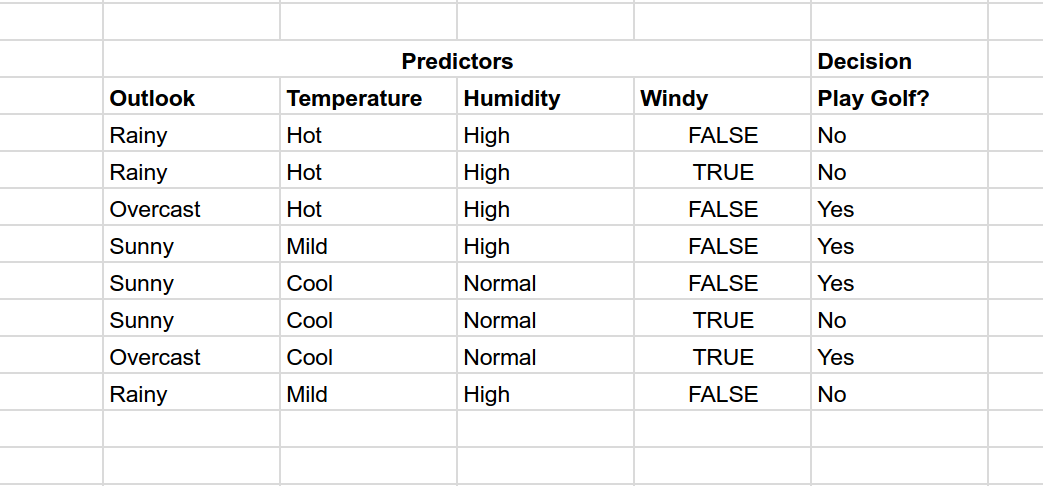 Predictors Decision
Outlook Temperature Humidity Windy Play Golf?
Rainy Hot High FALSE No
Rainy Hot High TRUE No
Overcast Hot High FALSE Yes
Sunny Mild High FALSE Yes
Sunny Cool Normal FALSE Yes
Sunny Cool Normal TRUE No
Overcast Cool Normal TRUE Yes
Rainy Mild High FALSE No